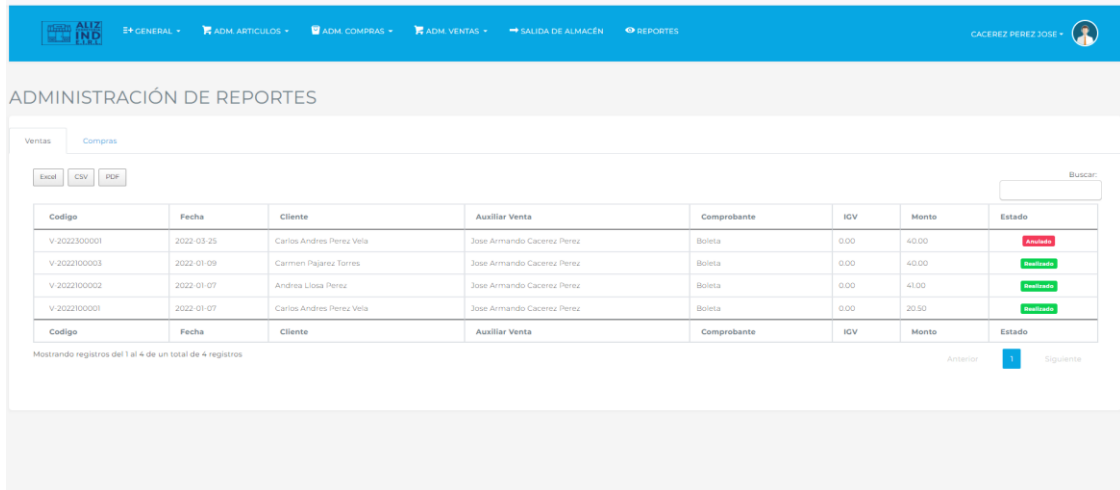 ALIZ
IND
E.I.R.L
GENERAL ADM. ARTICULOS ADM. COMPRAS ADM. VENTAS SALIDA DE ALMACÉN REPORTES CACEREZ PEREZ JOSE
ADMINISTRACIÓN DE REPORTES
Ventas Compras
Excel CSV PDF
Buscar:
Codigo Fecha Cliente Auxiliar Venta Comprobante IGV Monto Estado
V-2022300001 2022-03-25 Carlos Andres Perez Vela Jose Armando Cacerez Perez Boleta 0.00 40.00 Anulado
V-2022100003 2022-01-09 Carmen Pajarez Torres Jose Armando Cacerez Perez Boleta 0.00 40.00 Realizado
V-2022100002 2022-01-07 Andrea Llosa Perez Jose Armando Cacerez Perez Boleta 0.00 41.00 Realizado
V-2022100001 2022-01-07 Carlos Andres Perez Vela Jose Armando Cacerez Perez Boleta 0.00 20.50 Realizado
Codigo Fecha Cliente Auxiliar Venta Comprobante IGV Monto Estado
Mostrando registros del 1 al 4 de un total de 4 registros
Anterior 1 Siguiente